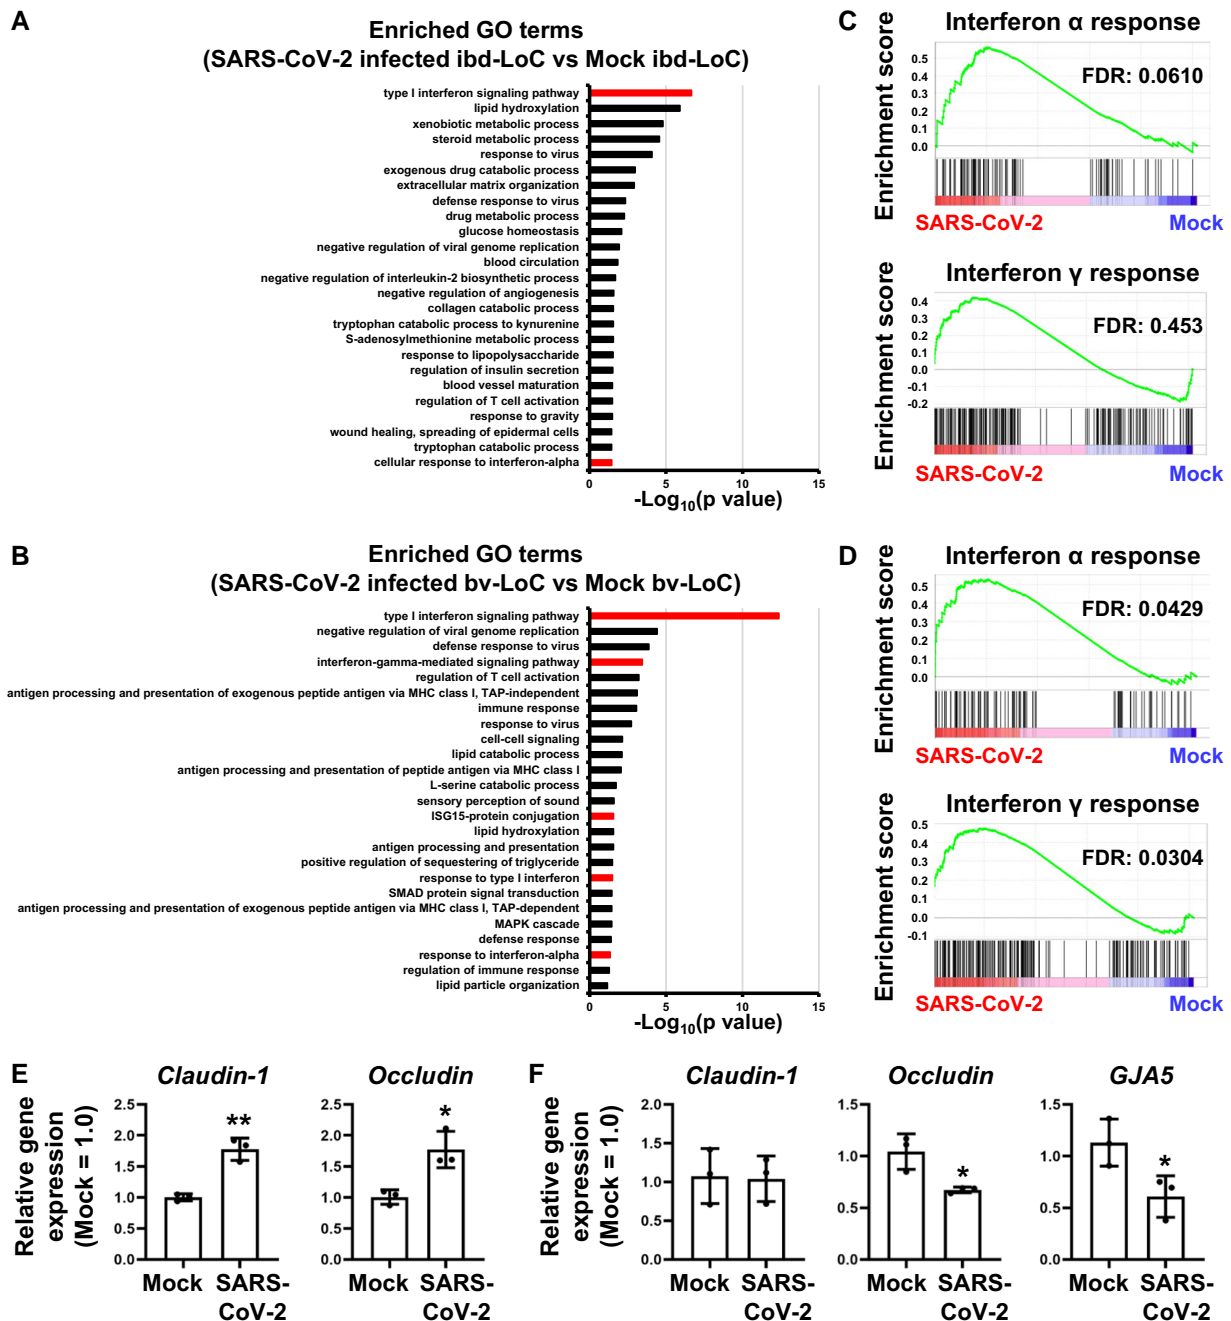 A
Enriched GO terms
(SARS-CoV-2 infected ibd-LoC vs Mock ibd-LoC)
type I interferon signaling pathway
lipid hydroxylation
xenobiotic metabolic process
steroid metabolic process
response to virus
exogenous drug catabolic process
extracellular matrix organization
defense response to virus
drug metabolic process
glucose homeostasis
negative regulation of viral genome replication
blood circulation
negative regulation of interleukin-2 biosynthetic process
negative regulation of angiogenesis
collagen catabolic process
tryptophan catabolic process to kynurenine
S-adenosylmethionine metabolic process
response to lipopolysaccharide
regulation of insulin secretion
blood vessel maturation
regulation of T cell activation
response to gravity
wound healing, spreading of epidermal cells
tryptophan catabolic process
cellular response to interferon-alpha
0 5 10 15
-Log10(p value)
B
Enriched GO terms
(SARS-CoV-2 infected bv-LoC vs Mock bv-LoC)
type I interferon signaling pathway
negative regulation of viral genome replication
defense response to virus
interferon-gamma-mediated signaling pathway
regulation of T cell activation
antigen processing and presentation of exogenous peptide antigen via MHC class I, TAP-independent
immune response
response to virus
cell-cell signaling
lipid catabolic process
antigen processing and presentation of peptide antigen via MHC class I
L-serine catabolic process
sensory perception of sound
ISG15-protein conjugation
lipid hydroxylation
antigen processing and presentation
positive regulation of sequestering of triglyceride
response to type I interferon
SMAD protein signal transduction
antigen processing and presentation of exogenous peptide antigen via MHC class I, TAP-dependent
MAPK cascade
defense response
response to interferon-alpha
regulation of immune response
lipid particle organization
0 5 10 15
-Log10(p value)
C
Interferon α response
Enrichment score
0.5
0.4
0.3
0.2
0.1
0.0
FDR: 0.0610
SARS-CoV-2 Mock
Interferon γ response
Enrichment score
0.4
0.3
0.2
0.1
0.0
-0.1
-0.2
FDR: 0.453
SARS-CoV-2 Mock
D
Interferon α response
Enrichment score
0.5
0.4
0.3
0.2
0.1
0.0
FDR: 0.0429
SARS-CoV-2 Mock
Interferon γ response
Enrichment score
0.5
0.4
0.3
0.2
0.1
0.0
-0.1
FDR: 0.0304
SARS-CoV-2 Mock
E
Relative gene
expression
(Mock = 1.0)
Claudin-1
2.5
2.0
1.5
1.0
0.5
0.0
**
Mock SARS-
CoV-2
Occludin
2.5
2.0
1.5
1.0
0.5
0.0
*
Mock SARS-
CoV-2
F
Relative gene
expression
(Mock = 1.0)
Claudin-1
2.0
1.5
1.0
0.5
0.0
Mock SARS-
CoV-2
Occludin
1.5
1.0
0.5
0.0
*
Mock SARS-
CoV-2
GJA5
1.5
1.0
0.5
0.0
*
Mock SARS-
CoV-2